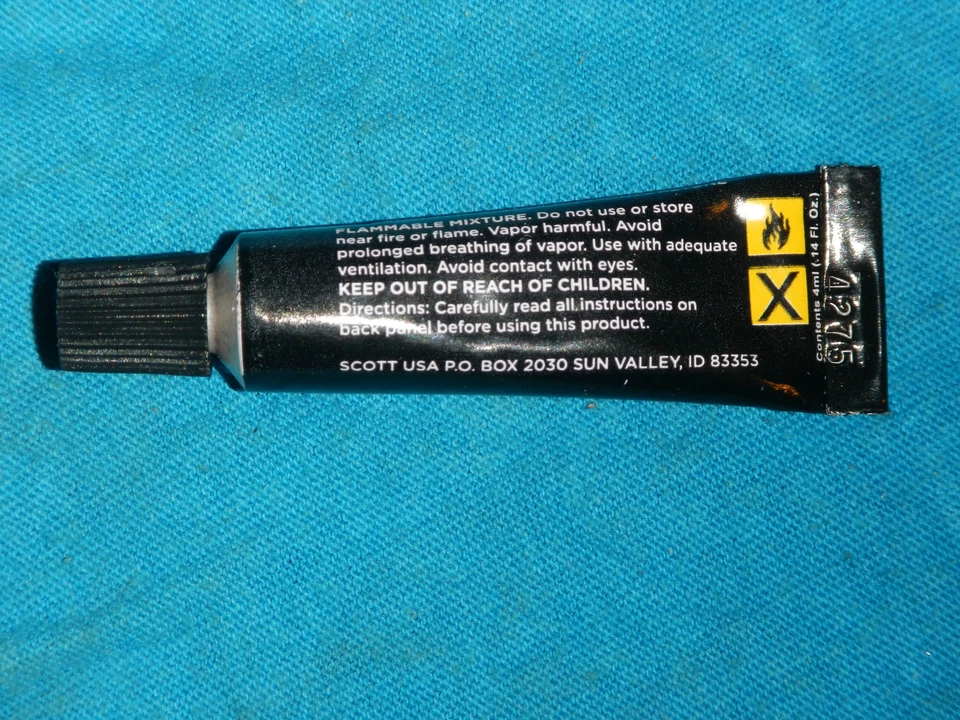 FLAMMABLE MIXTURE. Do not use or store
near fire or flame. Vapor harmful. Avoid
prolonged breathing of vapor. Use with adequate
ventilation. Avoid contact with eyes.
KEEP OUT OF REACH OF CHILDREN.
Directions: Carefully read all instructions on
back panel before using this product.
SCOTT USA P.O. BOX 2030 SUN VALLEY, ID 83353
Contents 4ml (.14 Fl. Oz.)
4275